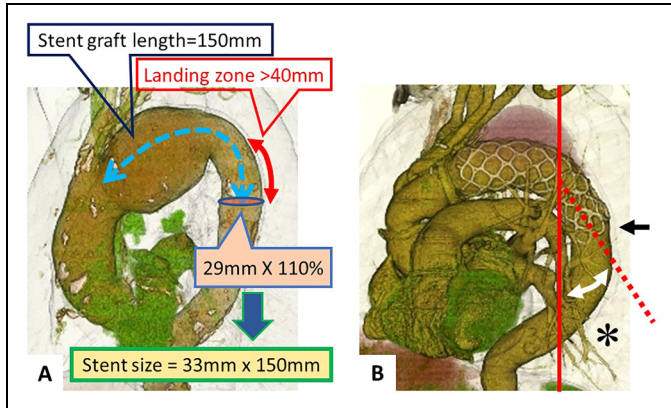 Stent graft length=150mm
Landing zone >40mm
29mm X 110%
Stent size = 33mm x 150mm
A
B
*